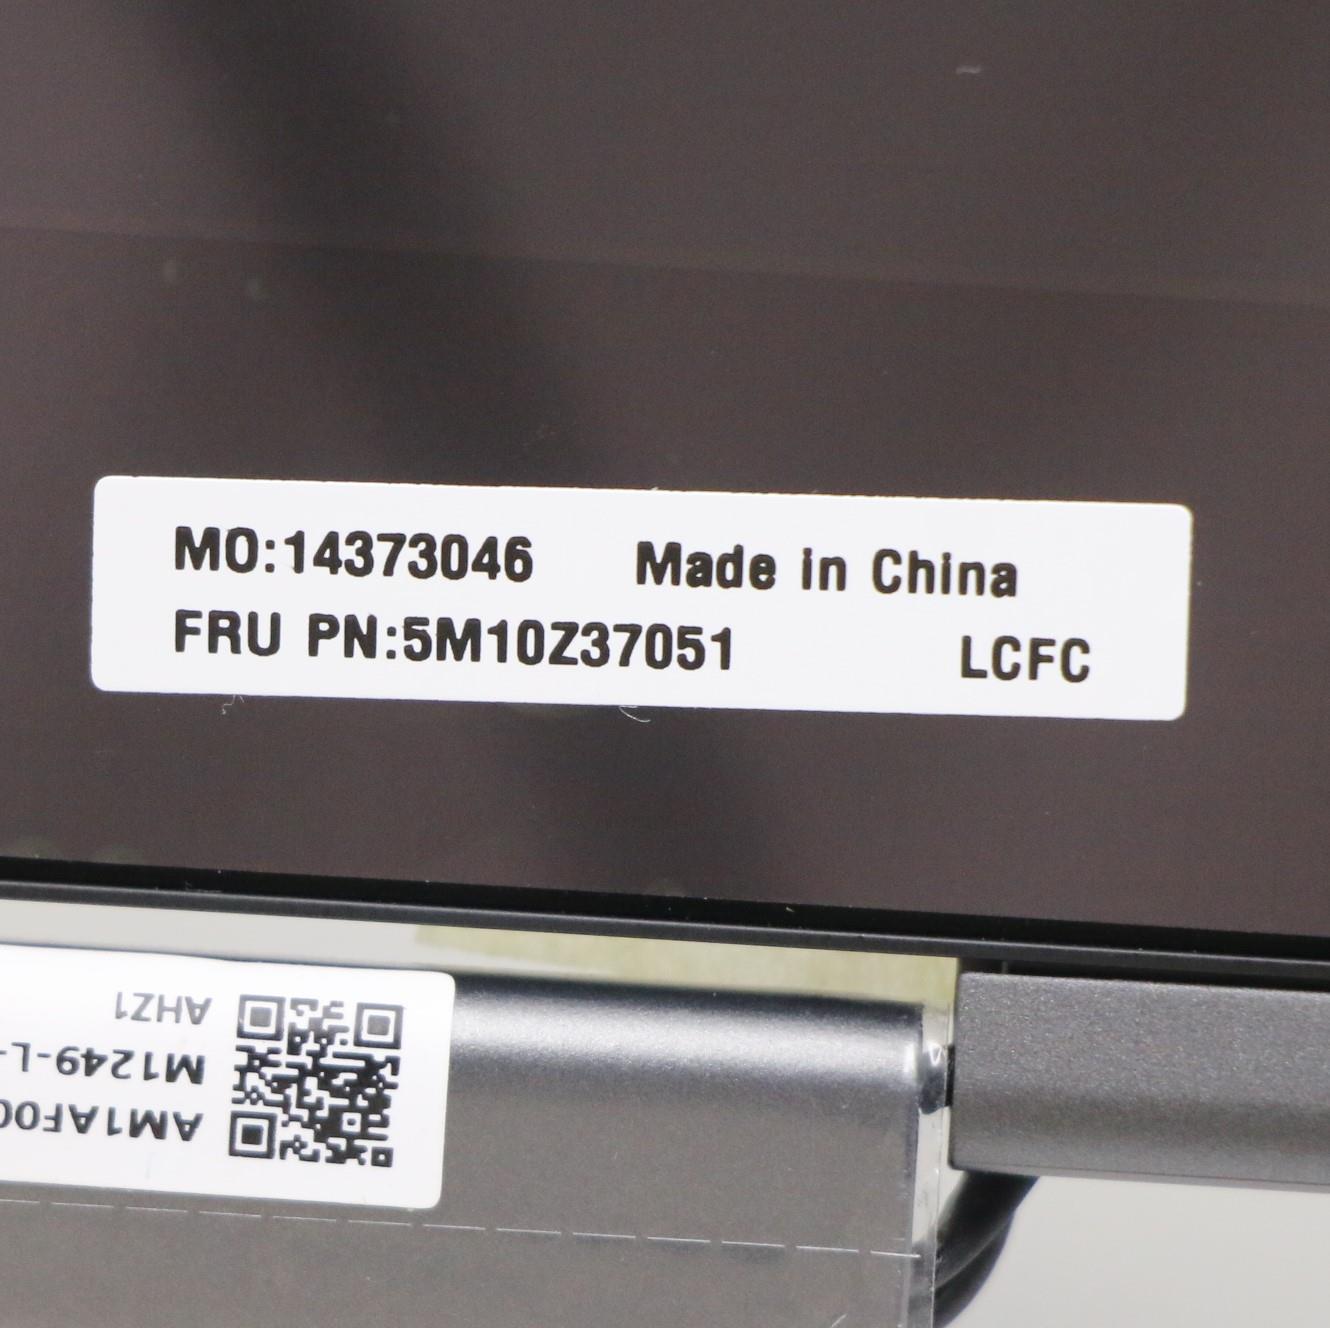 MO:14373046 Made in China
FRU PN:5M10Z37051 LCFC
AM1AF00
M1249-L-
AHZ1